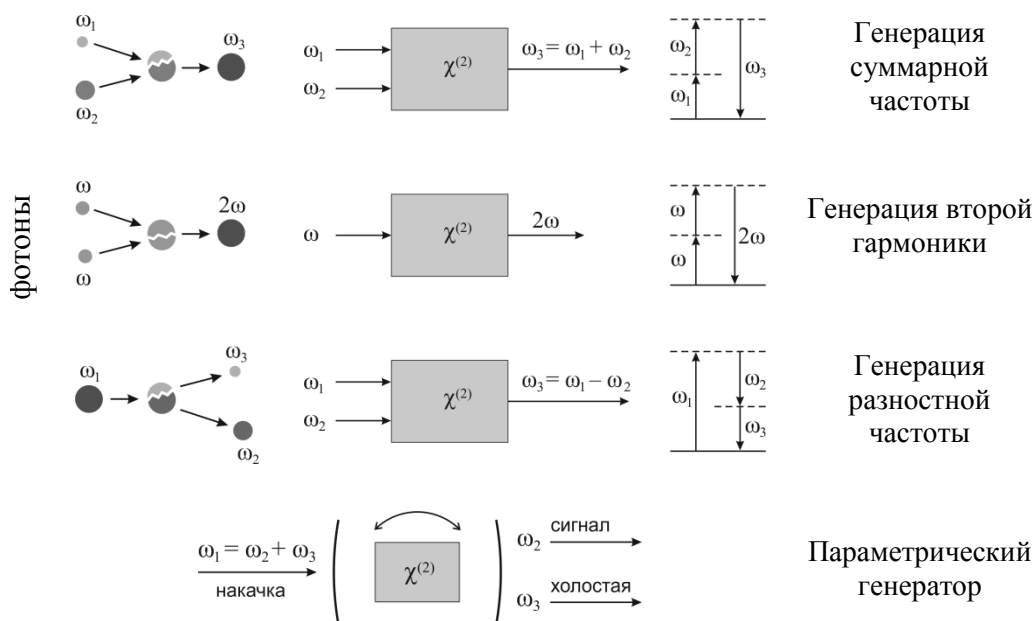 ω₁
ω₂
ω₃
ω₁
ω₂
χ⁽²⁾
ω₃ = ω₁ + ω₂
ω₂
ω₁
ω₃
Генерация
суммарной
частоты
фотоны
ω
ω
2ω
ω
χ⁽²⁾
2ω
ω
ω
2ω
Генерация второй
гармоники
ω₁
ω₃
ω₂
ω₁
ω₂
χ⁽²⁾
ω₃ = ω₁ – ω₂
ω₁
ω₂
ω₃
Генерация
разностной
частоты
ω₁ = ω₂ + ω₃
накачка
χ⁽²⁾
ω₂ сигнал
ω₃ холостая
Параметрический
генератор